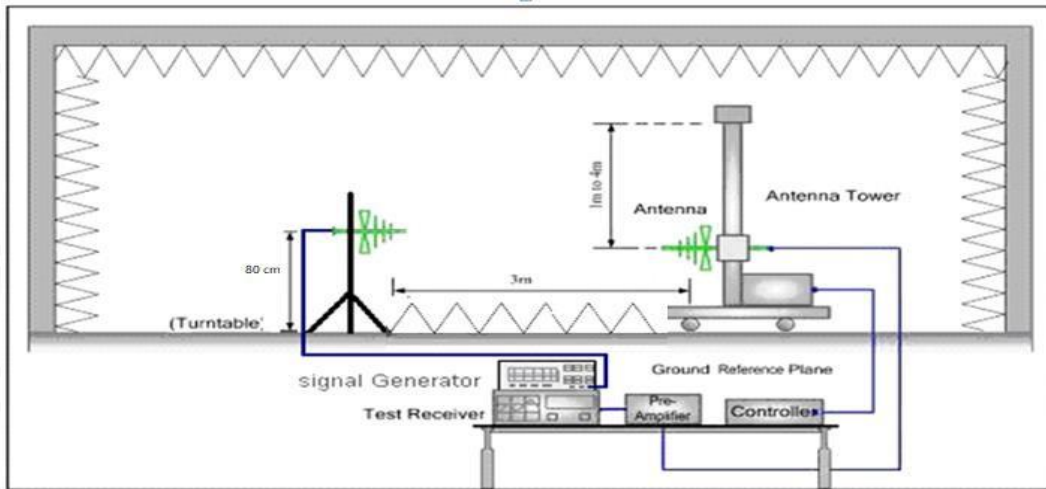 1m to 4m
Antenna Tower
Antenna
80 cm
3m
(Turntable)
Ground Reference Plane
signal Generator
Test Receiver
Pre-
Amplifier
Controller